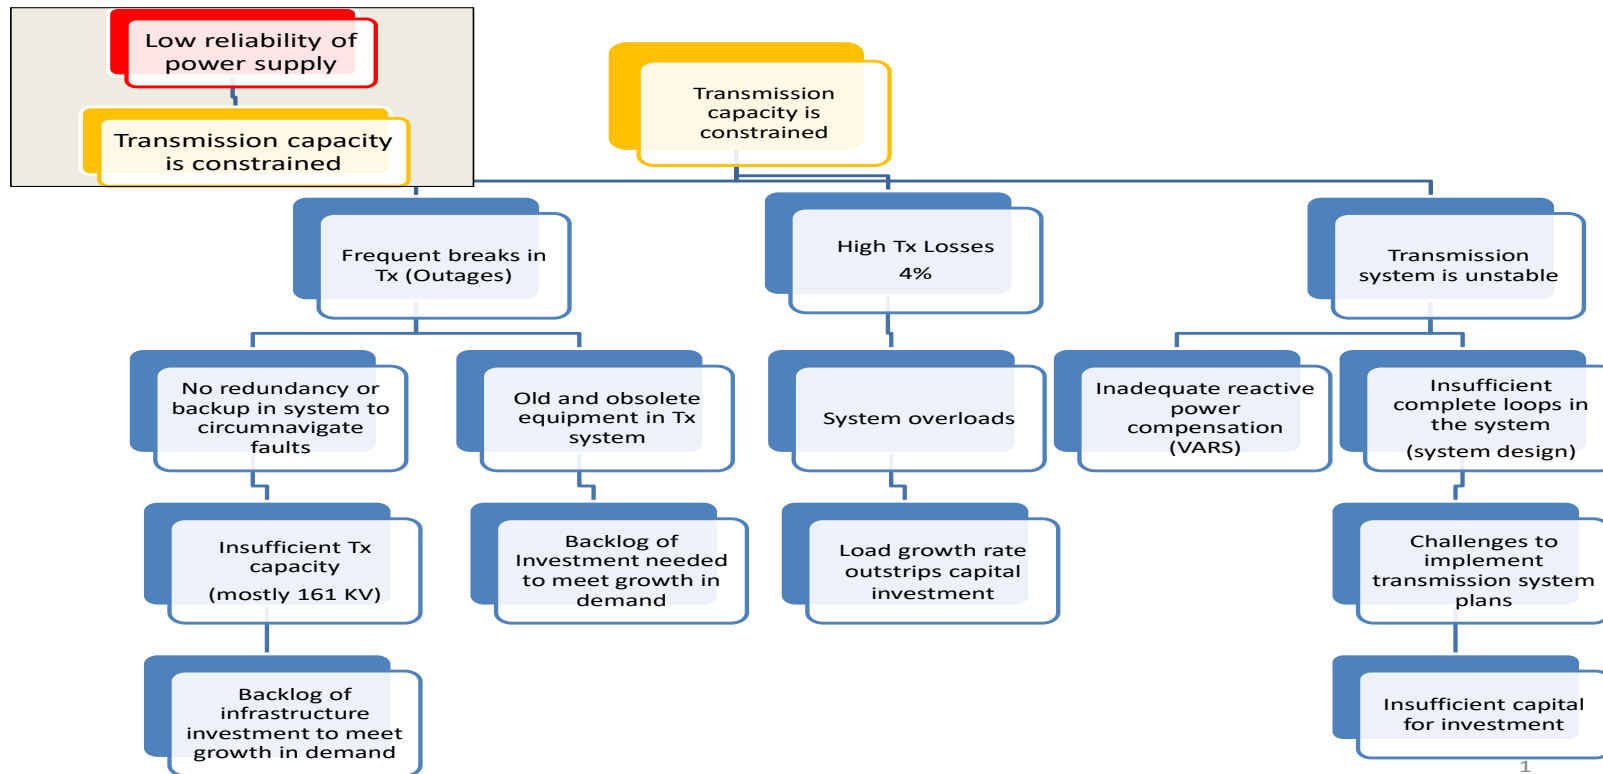 Low reliability of
power supply
Transmission capacity
is constrained
Transmission
capacity is
constrained
Frequent breaks in
Tx (Outages)
High Tx Losses
4%
Transmission
system is unstable
No redundancy or
backup in system to
circumnavigate
faults
Old and obsolete
equipment in Tx
system
System overloads
Inadequate reactive
power
compensation
(VARS)
Insufficient
complete loops in
the system
(system design)
Insufficient Tx
capacity
(mostly 161 KV)
Backlog of
Investment needed
to meet growth in
demand
Load growth rate
outstrips capital
investment
Challenges to
implement
transmission system
plans
Backlog of
infrastructure
investment to meet
growth in demand
Insufficient capital
for investment
1